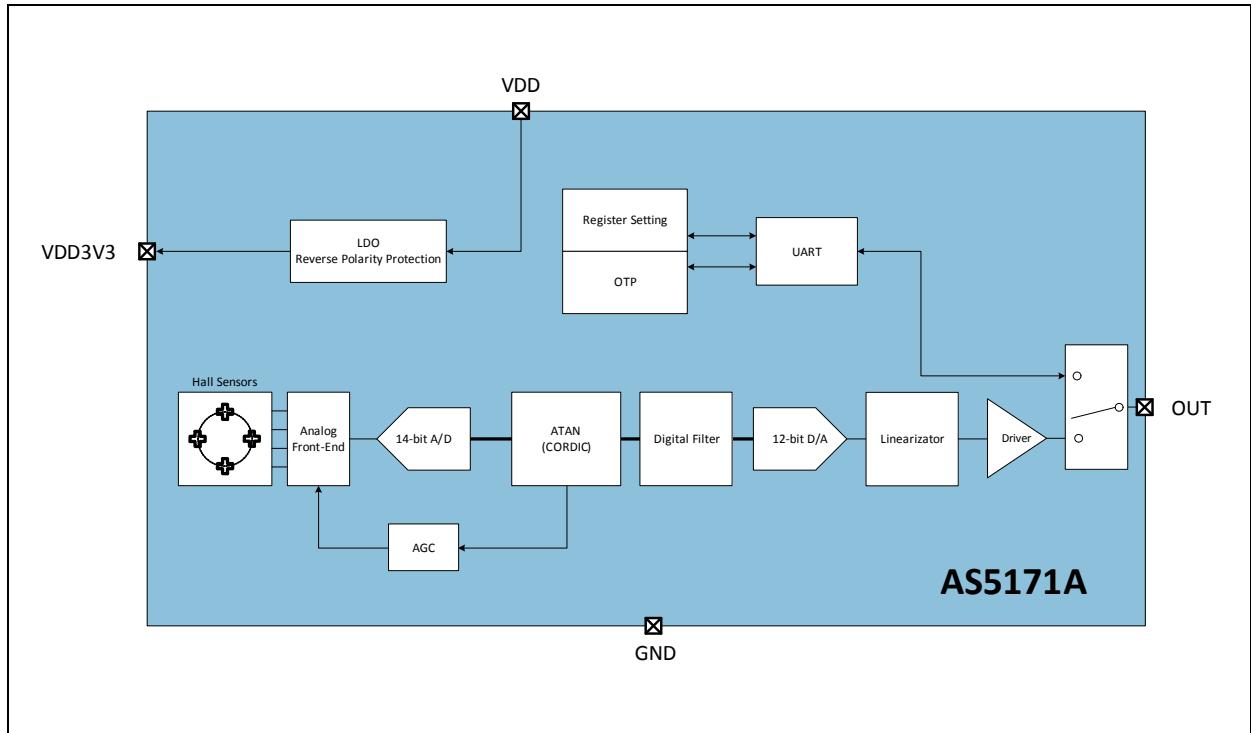 VDD
VDD3V3
LDO
Reverse Polarity Protection
Register Setting
OTP
UART
Hall Sensors
Analog
Front-End
14-bit A/D
ATAN
(CORDIC)
Digital Filter
12-bit D/A
Linearizator
Driver
OUT
AGC
AS5171A
GND